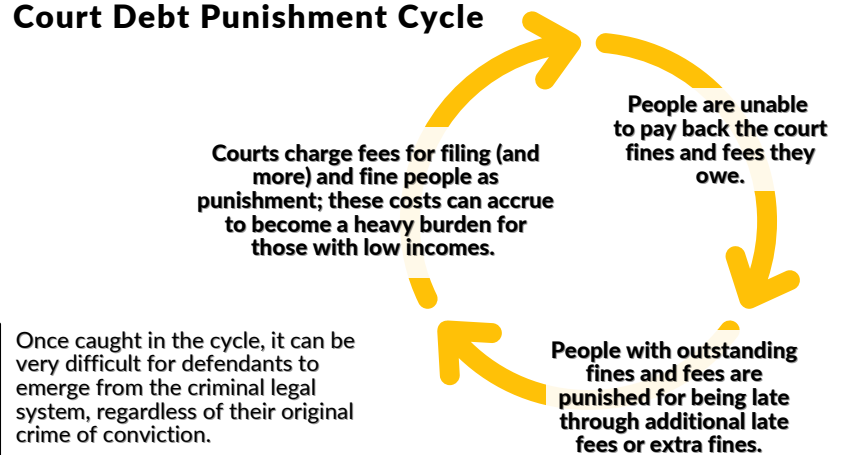 Court Debt Punishment Cycle
People are unable
to pay back the court
fines and fees they
owe.
Courts charge fees for filing (and
more) and fine people as
punishment; these costs can accrue
to become a heavy burden for
those with low incomes.
People with outstanding
fines and fees are
punished for being late
through additional late
fees or extra fines.
Once caught in the cycle, it can be
very difficult for defendants to
emerge from the criminal legal
system, regardless of their original
crime of conviction.